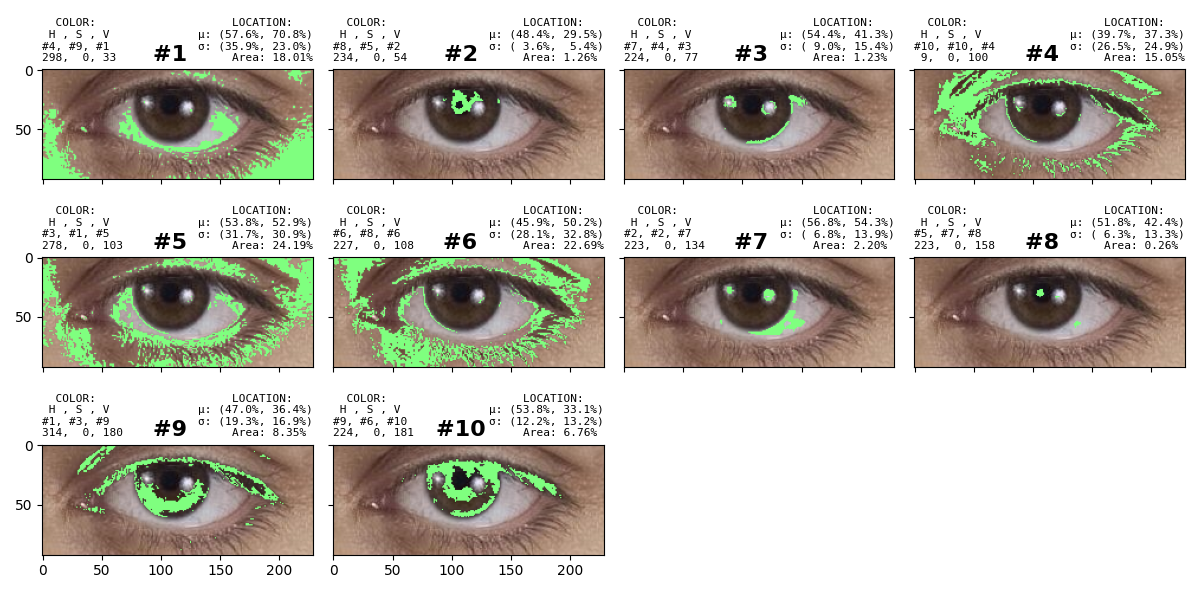 COLOR: LOCATION:
H , S , V μ: (57.6%, 70.8%)
#4, #9, #1 σ: (35.9%, 23.0%)
298, 0, 33 #1 Area: 18.01%
COLOR: LOCATION:
H , S , V μ: (48.4%, 29.5%)
#8, #5, #2 σ: ( 3.6%, 5.4%)
234, 0, 54 #2 Area: 1.26%
COLOR: LOCATION:
H , S , V μ: (54.4%, 41.3%)
#7, #4, #3 σ: ( 9.0%, 15.4%)
224, 0, 77 #3 Area: 1.23%
COLOR: LOCATION:
H , S , V μ: (39.7%, 37.3%)
#10, #10, #4 σ: (26.5%, 24.9%)
9, 0, 100 #4 Area: 15.05%
0
50
COLOR: LOCATION:
H , S , V μ: (53.8%, 52.9%)
#3, #1, #5 σ: (31.7%, 30.9%)
278, 0, 103 #5 Area: 24.19%
COLOR: LOCATION:
H , S , V μ: (45.9%, 50.2%)
#6, #8, #6 σ: (28.1%, 32.8%)
227, 0, 108 #6 Area: 22.69%
COLOR: LOCATION:
H , S , V μ: (56.8%, 54.3%)
#2, #2, #7 σ: ( 6.8%, 13.9%)
223, 0, 134 #7 Area: 2.20%
COLOR: LOCATION:
H , S , V μ: (51.8%, 42.4%)
#5, #7, #8 σ: ( 6.3%, 13.3%)
223, 0, 158 #8 Area: 0.26%
0
50
COLOR: LOCATION:
H , S , V μ: (47.0%, 36.4%)
#1, #3, #9 σ: (19.3%, 16.9%)
314, 0, 180 #9 Area: 8.35%
COLOR: LOCATION:
H , S , V μ: (53.8%, 33.1%)
#9, #6, #10 σ: (12.2%, 13.2%)
224, 0, 181 #10 Area: 6.76%
0
50
0 50 100 150 200
0 50 100 150 200